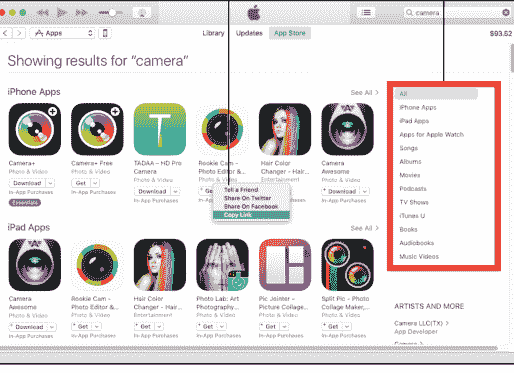 Apps
Library
Updates
App Store
camera
$93.62
Showing results for “camera”
iPhone Apps
See All >
Camera+
Photo & Video
Download
In-App Purchases
Essentials
Camera+ Free
Photo & Video
Get
In-App Purchases
TADAA - HD Pro
Camera
Photo & Video
Download
Rookie Cam -
Photo Editor &...
Photo & Video
Hair Color
Changer - Hair...
Entertainment
Get
In-App Purchases
Camera
Awesome
Photo & Video
Download
In-App Purchases
Tell a Friend
Share On Twitter
Share On Facebook
Copy Link
iPad Apps
See All >
Camera
Awesome
Photo & Video
Download
In-App Purchases
Rookie Cam -
Photo Editor &...
Photo & Video
Get
In-App Purchases
Hair Color
Changer - Hair...
Entertainment
Get
In-App Purchases
Photo Lab: Art
Photography...
Photo & Video
Get
In-App Purchases
Pic Jointer –
Picture Collage...
Photo & Video
Get
In-App Purchases
Split Pic - Photo
Collage Maker,...
Photo & Video
Get
In-App Purchases
All
iPhone Apps
iPad Apps
Apps for Apple Watch
Songs
Albums
Movies
Podcasts
TV Shows
iTunes U
Books
Audiobooks
Music Videos
ARTISTS AND MORE
Camera LLC(TX) >
App Developer